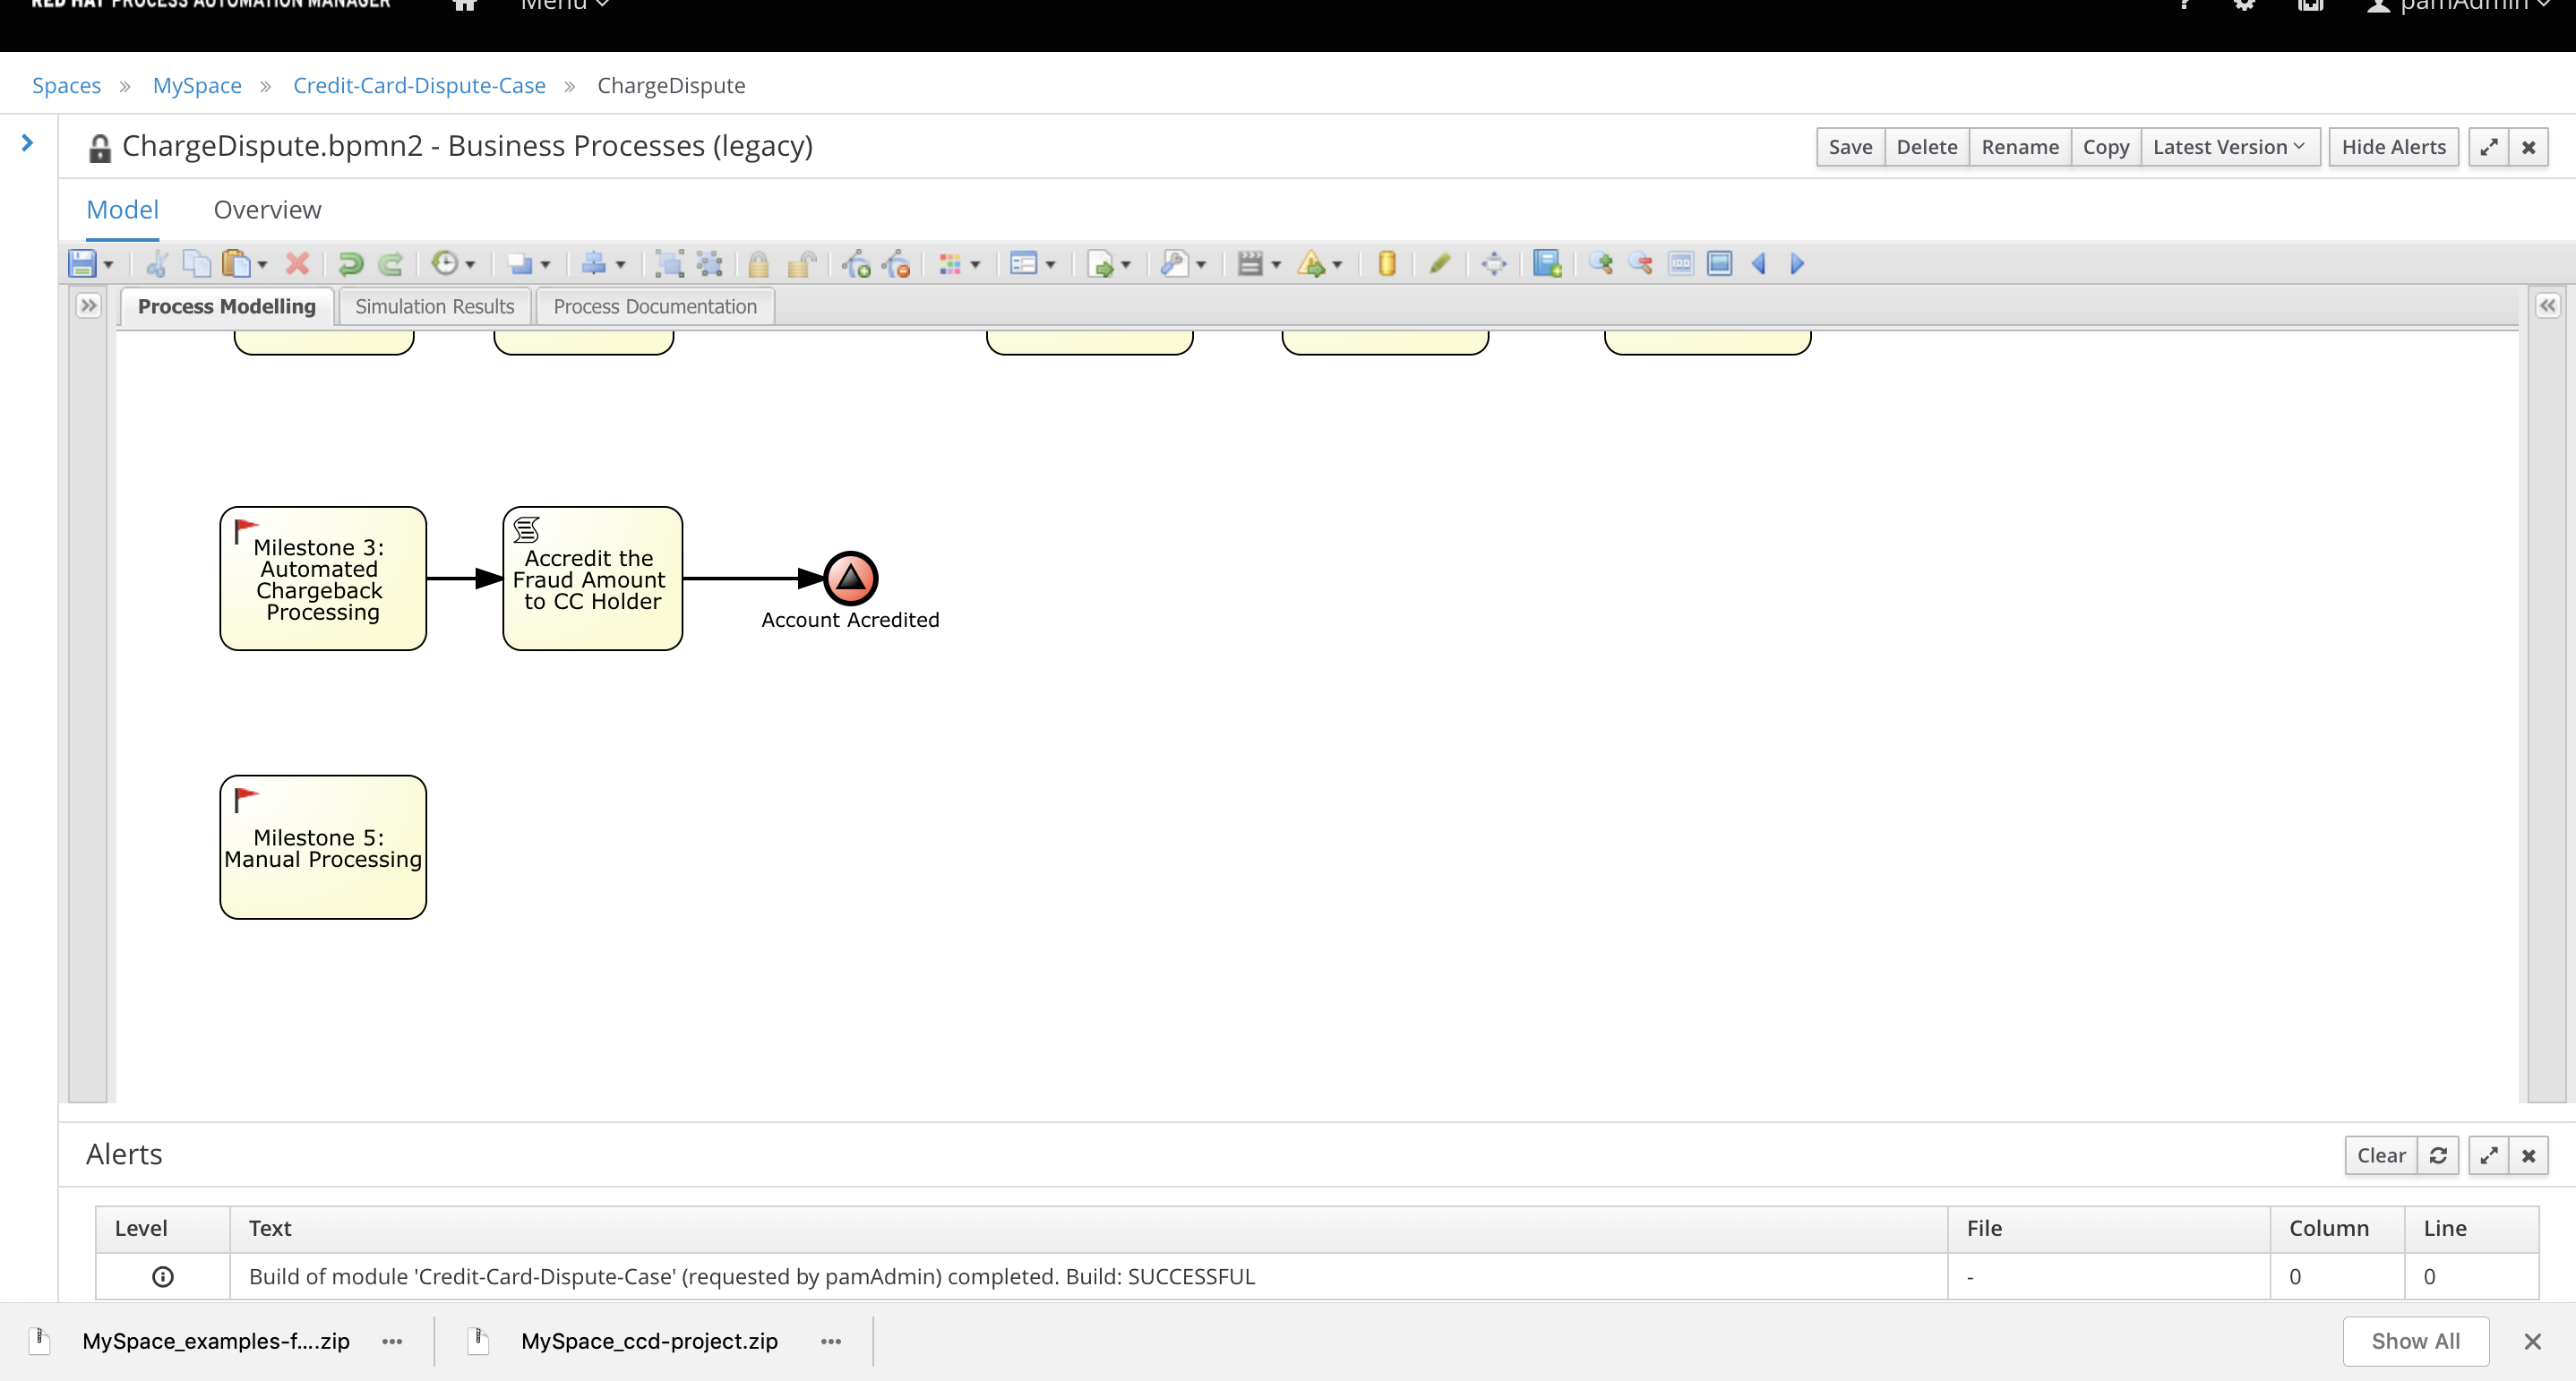 RED HAT PROCESS AUTOMATION MANAGER
Menu
pamAdmin
Spaces » MySpace » Credit-Card-Dispute-Case » ChargeDispute
ChargeDispute.bpmn2 - Business Processes (legacy)
Save Delete Rename Copy Latest Version Hide Alerts
Model Overview
Process Modelling Simulation Results Process Documentation
Milestone 3:
Automated
Chargeback
Processing
Accredit the
Fraud Amount
to CC Holder
Account Acredited
Milestone 5:
Manual Processing
Alerts
Clear
Level Text File Column Line
Build of module 'Credit-Card-Dispute-Case' (requested by pamAdmin) completed. Build: SUCCESSFUL - 0 0
MySpace_examples-f....zip MySpace_ccd-project.zip Show All